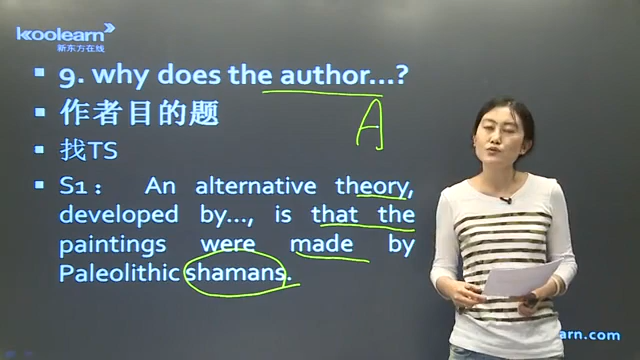 koolearn
新东方在线
9. why does the author...?
作者目的题
A
找TS
S1： An alternative theory,
developed by..., is that the
paintings were made by
Paleolithic shamans.
arn.com